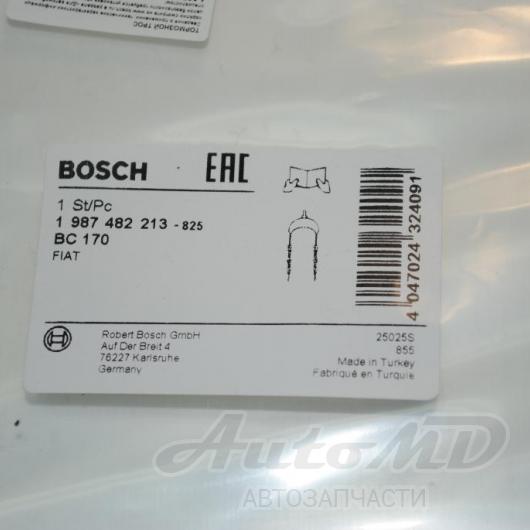 ТОРМОЗНОЙ ТРОС
BOSCH
EAC
1 St/Pc
1 987 482 213 - 825
BC 170
FIAT
4 047024 324091
Robert Bosch GmbH
Auf Der Breit 4
76227 Karlsruhe
Germany
25025S
855
Made in Turkey
Fabriqué en Turquie
AutoMD
АВТОЗАПЧАСТИ